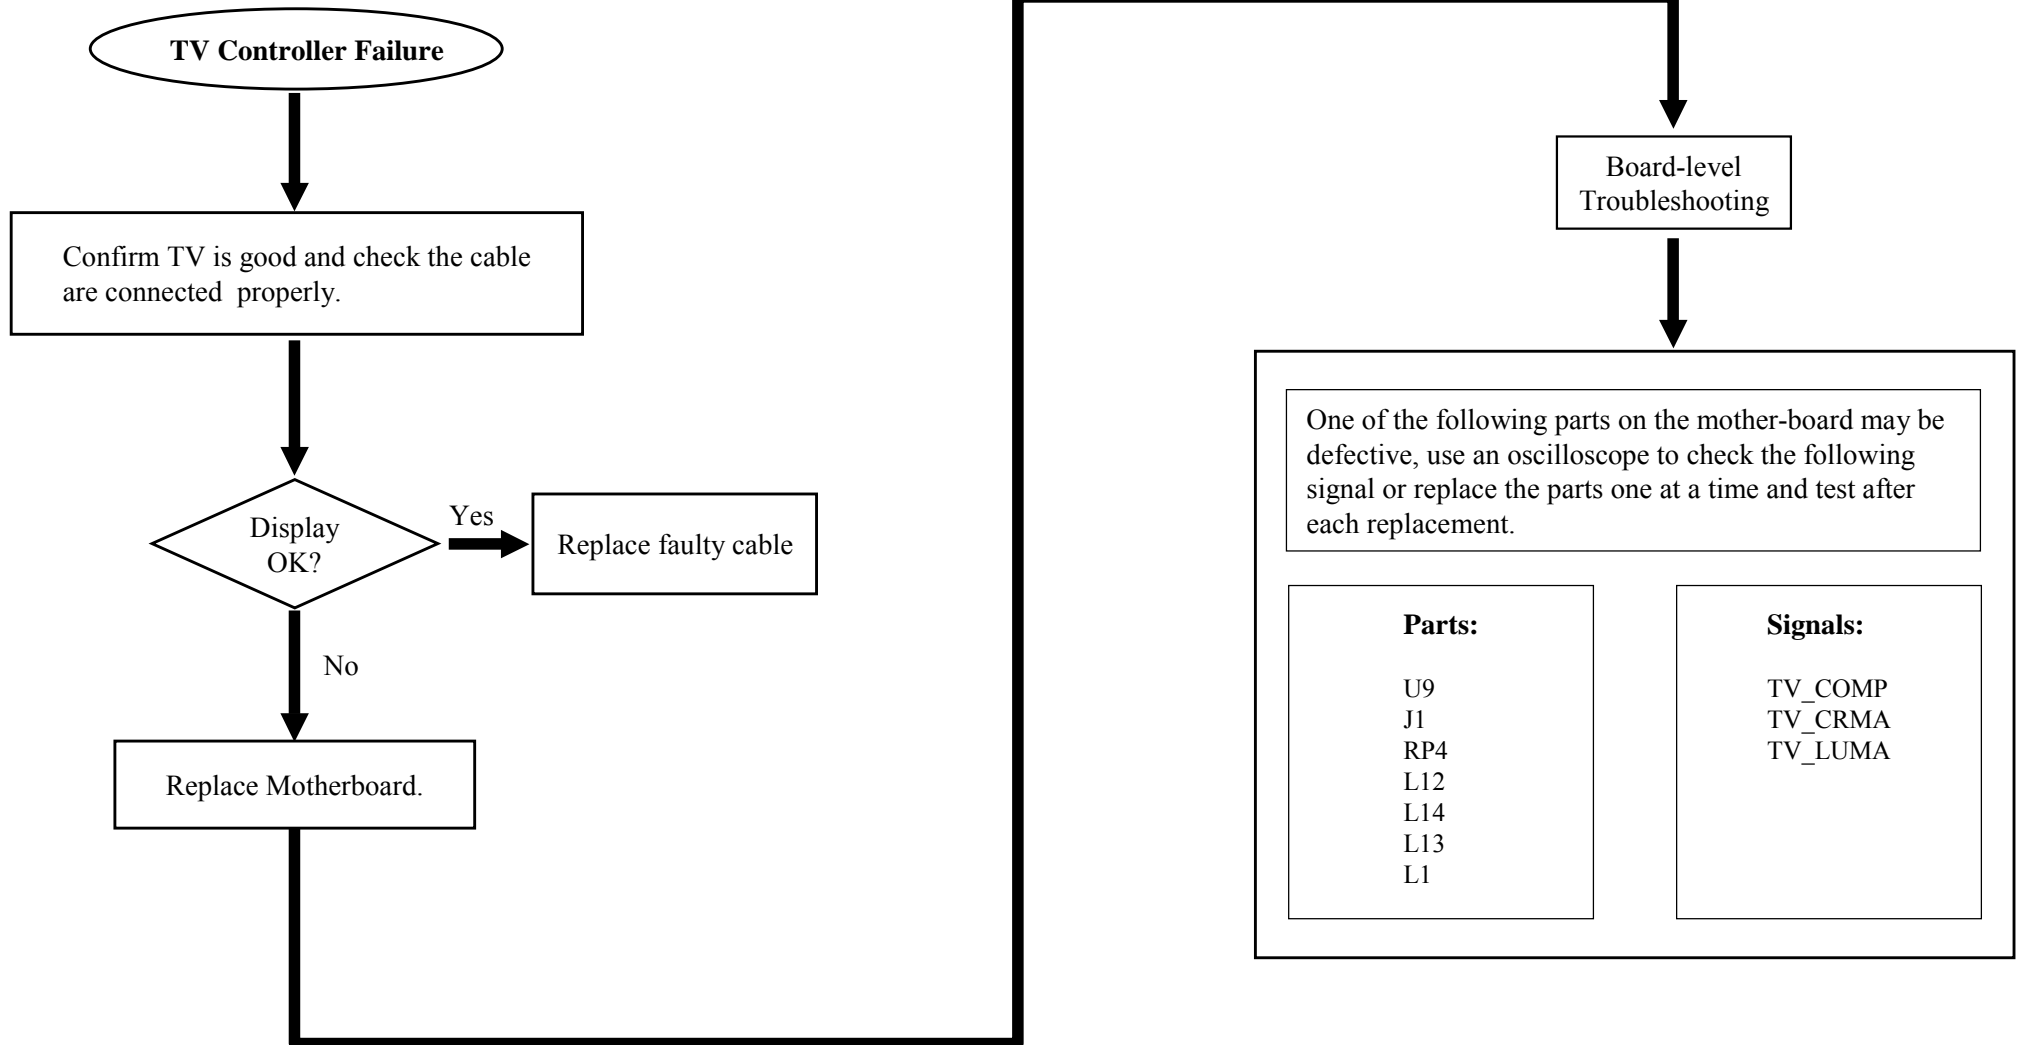 TV Controller Failure
Confirm TV is good and check the cable
are connected  properly.
Display
OK?
Yes
Replace faulty cable
No
Replace Motherboard.
Board-level
Troubleshooting
One of the following parts on the mother-board may be
defective, use an oscilloscope to check the following
signal or replace the parts one at a time and test after
each replacement.
Parts:
U9
J1
RP4
L12
L14
L13
L1
Signals:
TV_COMP
TV_CRMA
TV_LUMA